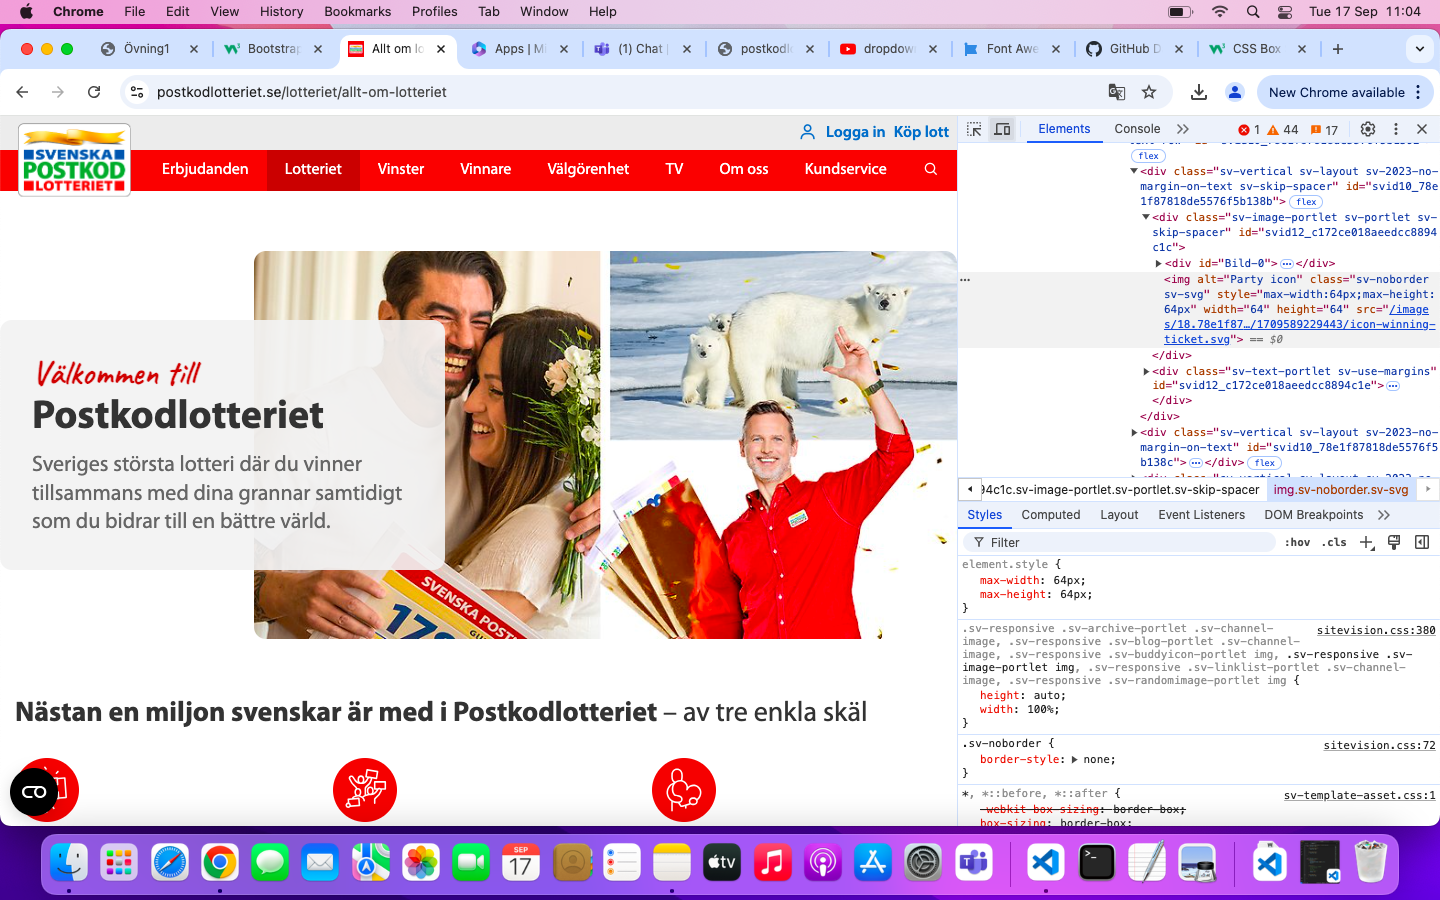 Chrome File Edit View History Bookmarks Profiles Tab Window Help Tue 17 Sep 11:04
Övning1 Bootstrap Allt om lo Apps | Mi (1) Chat | postkodl dropdow Font Awe GitHub D CSS Box
postkodlotteriet.se/lotteriet/allt-om-lotteriet New Chrome available
Logga in Köp lott
SVENSKA
POSTKOD
LOTTERIET
Erbjudanden Lotteriet Vinster Vinnare Välgörenhet TV Om oss Kundservice
Välkommen till
Postkodlotteriet
Sveriges största lotteri där du vinner
tillsammans med dina grannar samtidigt
som du bidrar till en bättre värld.
SVENSKA POST
Nästan en miljon svenskar är med i Postkodlotteriet – av tre enkla skäl
Elements Console 1 44 17
flex
<div class="sv-vertical sv-layout sv-2023-no-
margin-on-text sv-skip-spacer" id="svid10_78e
1f87818de5576f5b138b"> flex
<div class="sv-image-portlet sv-portlet sv-
skip-spacer" id="svid12_c172ce018aeedcc8894
c1c">
<div id="Bild-0"> … </div>
<img alt="Party icon" class="sv-noborder
sv-svg" style="max-width:64px;max-height:
64px" width="64" height="64" src="/image
s/18.78e1f87…/1709589229443/icon-winning-
ticket.svg"> == $0
</div>
<div class="sv-text-portlet sv-use-margins"
id="svid12_c172ce018aeedcc8894c1e"> …
</div>
</div>
<div class="sv-vertical sv-layout sv-2023-no-
margin-on-text" id="svid10_78e1f87818de5576f5
b138c"> … </div> flex
94c1c.sv-image-portlet.sv-portlet.sv-skip-spacer img.sv-noborder.sv-svg
Styles Computed Layout Event Listeners DOM Breakpoints
Filter :hov .cls
element.style {
max-width: 64px;
max-height: 64px;
}
.sv-responsive .sv-archive-portlet .sv-channel- sitevision.css:380
image, .sv-responsive .sv-blog-portlet .sv-channel-
image, .sv-responsive .sv-buddyicon-portlet img, .sv-responsive .sv-
image-portlet img, .sv-responsive .sv-linklist-portlet .sv-channel-
image, .sv-responsive .sv-randomimage-portlet img {
height: auto;
width: 100%;
}
.sv-noborder { sitevision.css:72
border-style: none;
}
*, *::before, *::after { sv-template-asset.css:1
-webkit-box-sizing: border-box;
box-sizing: border-box;
SEP
17
tv